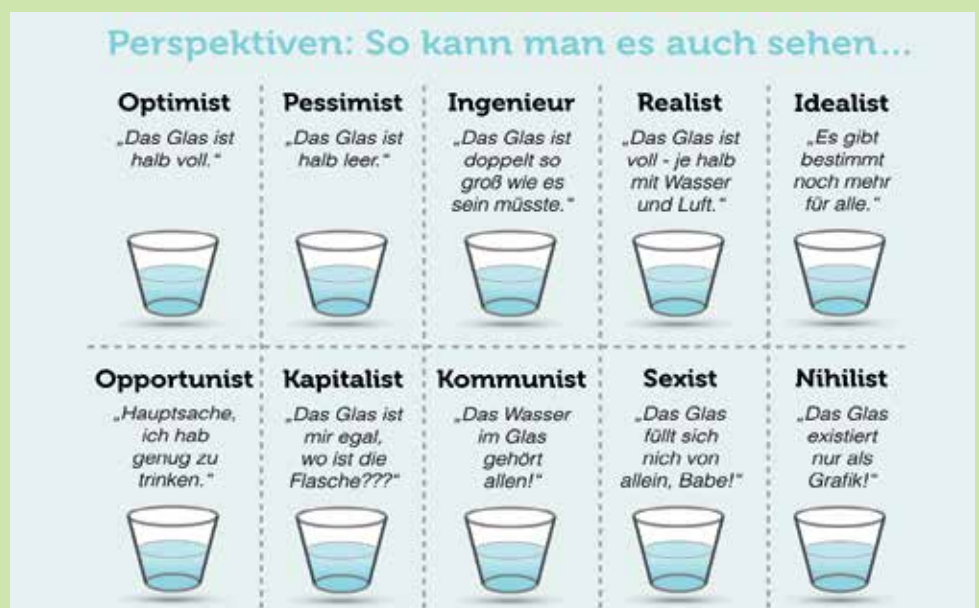 Perspektiven: So kann man es auch sehen...
Optimist
„Das Glas ist
halb voll.“
Pessimist
„Das Glas ist
halb leer.“
Ingenieur
„Das Glas ist
doppelt so
groß wie es
sein müsste.“
Realist
„Das Glas ist
voll - je halb
mit Wasser
und Luft.“
Idealist
„Es gibt
bestimmt
noch mehr
für alle.“
Opportunist
„Hauptsache,
ich hab
genug zu
trinken.“
Kapitalist
„Das Glas ist
mir egal,
wo ist die
Flasche???“
Kommunist
„Das Wasser
im Glas
gehört
allen!“
Sexist
„Das Glas
füllt sich
nich von
allein, Babe!“
Nihilist
„Das Glas
existiert
nur als
Grafik!“